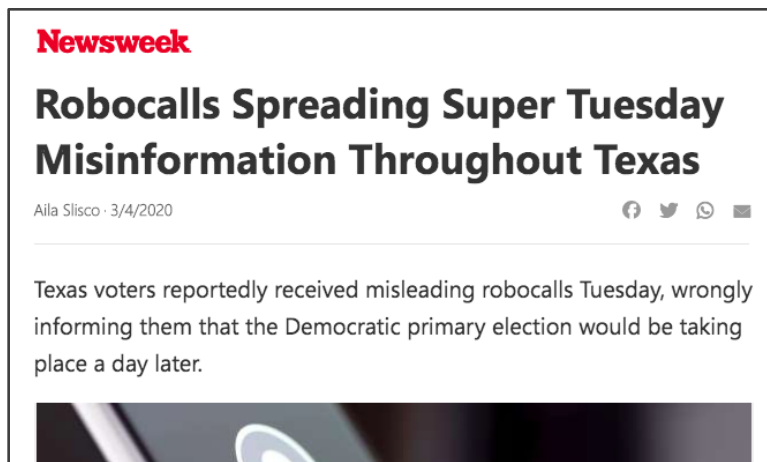 Newsweek
Robocalls Spreading Super Tuesday
Misinformation Throughout Texas
Aila Slisco · 3/4/2020
Texas voters reportedly received misleading robocalls Tuesday, wrongly
informing them that the Democratic primary election would be taking
place a day later.